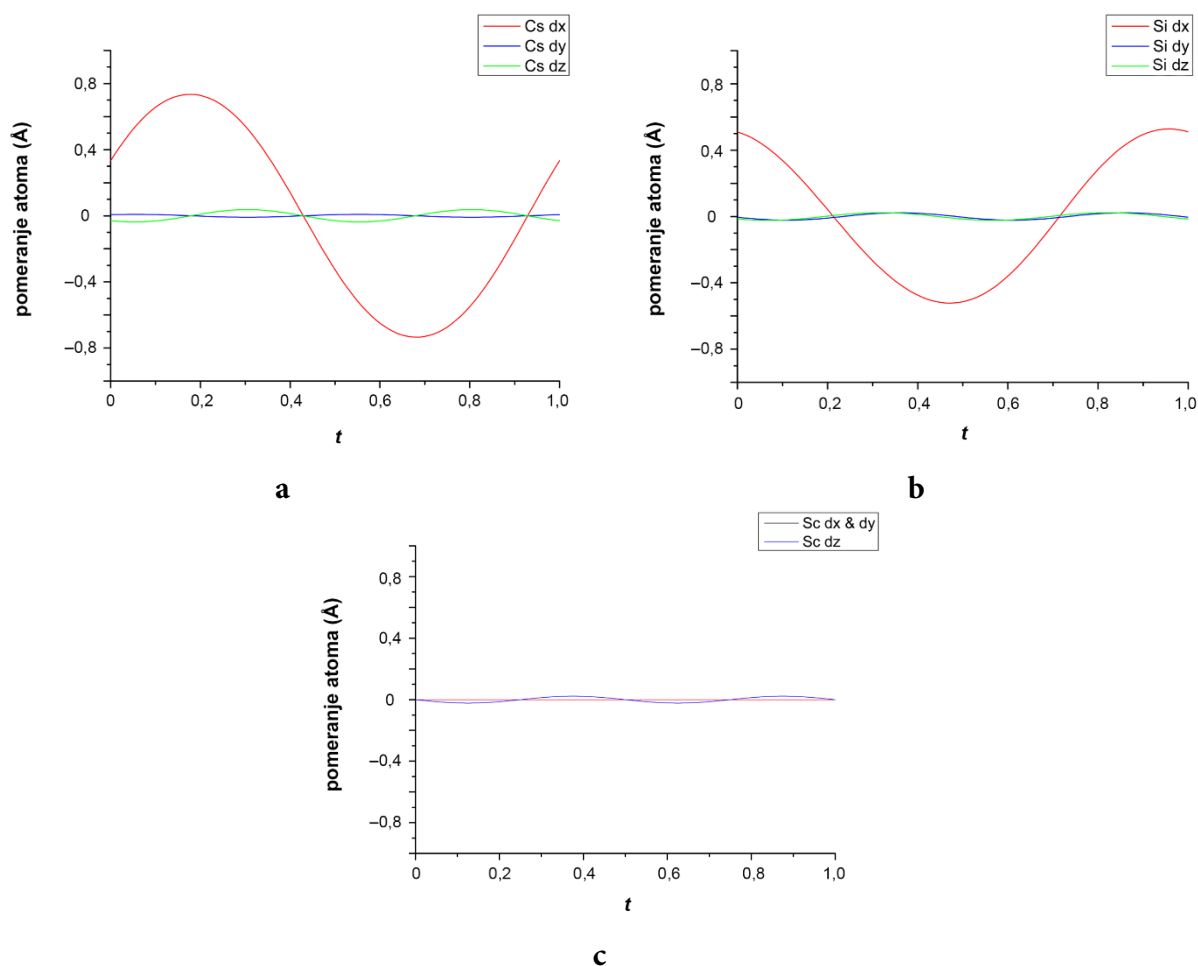 Cs dx
Cs dy
Cs dz
0,8
0,4
0
–0,4
–0,8
pomeranje atoma (Å)
0
0,2
0,4
0,6
0,8
1,0
t
a
Si dx
Si dy
Si dz
0,8
0,4
0
–0,4
–0,8
pomeranje atoma (Å)
0
0,2
0,4
0,6
0,8
1,0
t
b
Sc dx & dy
Sc dz
0,8
0,4
0
–0,4
–0,8
pomeranje atoma (Å)
0
0,2
0,4
0,6
0,8
1,0
t
c